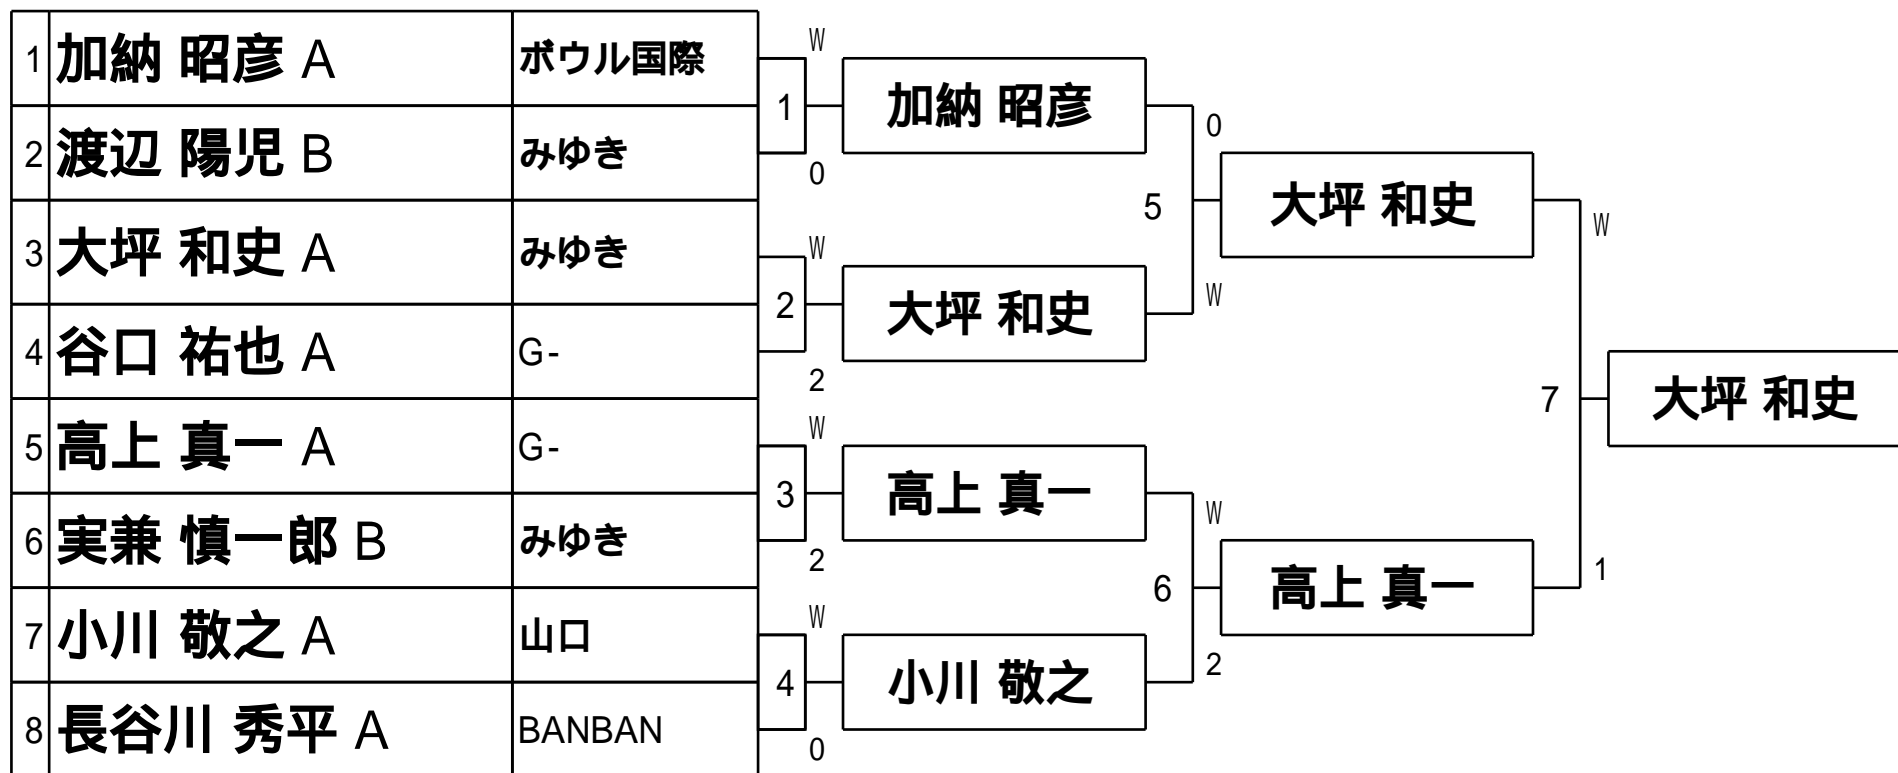 1 加納 昭彦 A ボウル国際
2 渡辺 陽児 B みゆき
3 大坪 和史 A みゆき
4 谷口 祐也 A G-
5 高上 真一 A G-
6 実兼 慎一郎 B みゆき
7 小川 敬之 A 山口
8 長谷川 秀平 A BANBAN
W
1
0
W
2
2
W
3
2
W
4
0
加納 昭彦
大坪 和史
高上 真一
小川 敬之
0
5
W
W
6
2
大坪 和史
高上 真一
W
7
1
大坪 和史